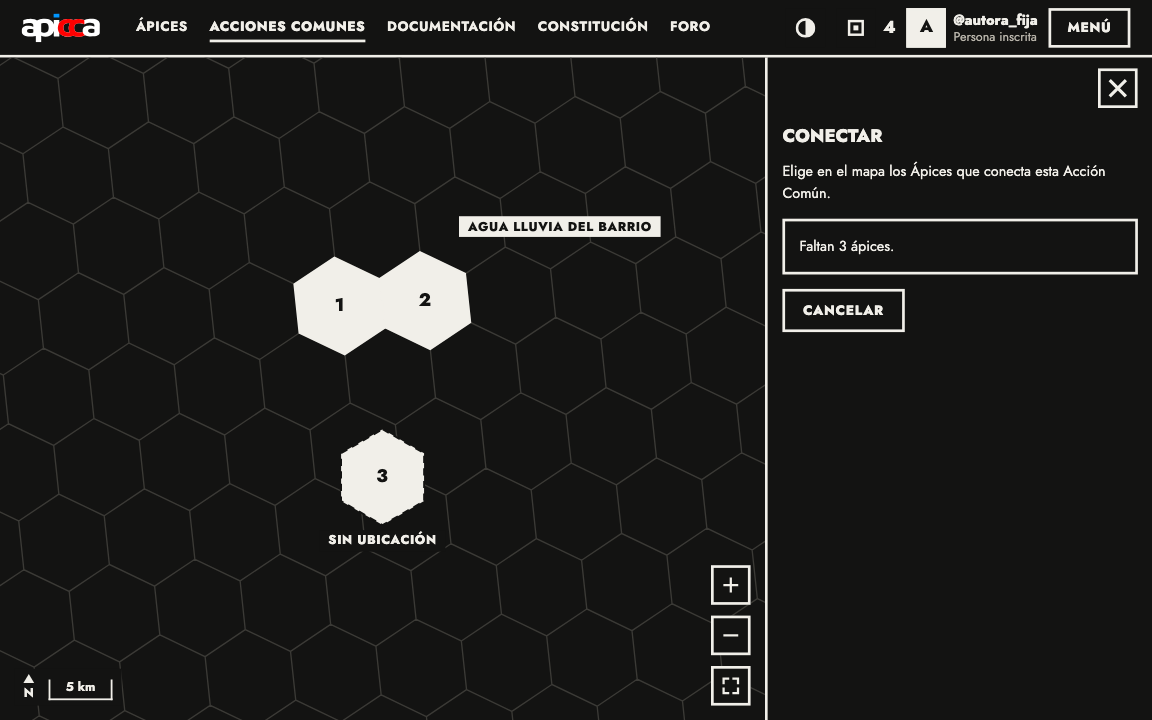 apicca
ÁPICES
ACCIONES COMUNES
DOCUMENTACIÓN
CONSTITUCIÓN
FORO
4
A
@autora_fija
Persona inscrita
MENÚ
AGUA LLUVIA DEL BARRIO
1
2
3
SIN UBICACIÓN
N
5 km
CONECTAR
Elige en el mapa los Ápices que conecta esta Acción
Común.
Faltan 3 ápices.
CANCELAR